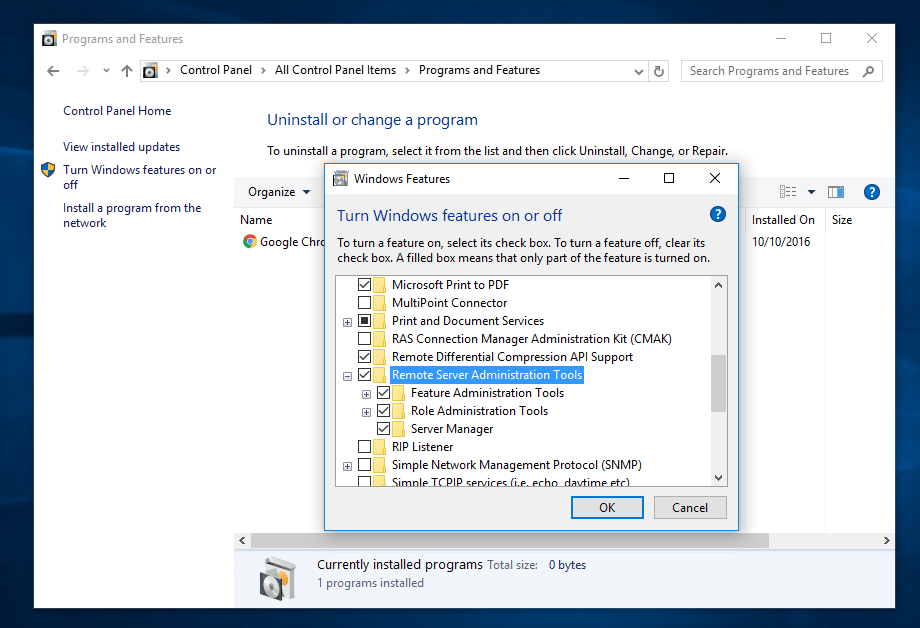 Programs and Features
Control Panel
All Control Panel Items
Programs and Features
Search Programs and Features
Control Panel Home
View installed updates
Turn Windows features on or
off
Install a program from the
network
Uninstall or change a program
To uninstall a program, select it from the list and then click Uninstall, Change, or Repair.
Organize
Name
Installed On
Size
Google Chro
10/10/2016
Windows Features
Turn Windows features on or off
To turn a feature on, select its check box. To turn a feature off, clear its
check box. A filled box means that only part of the feature is turned on.
Microsoft Print to PDF
MultiPoint Connector
Print and Document Services
RAS Connection Manager Administration Kit (CMAK)
Remote Differential Compression API Support
Remote Server Administration Tools
Feature Administration Tools
Role Administration Tools
Server Manager
RIP Listener
Simple Network Management Protocol (SNMP)
Simple TCPIP services (i.e. echo, daytime etc)
OK
Cancel
Currently installed programs Total size: 0 bytes
1 programs installed